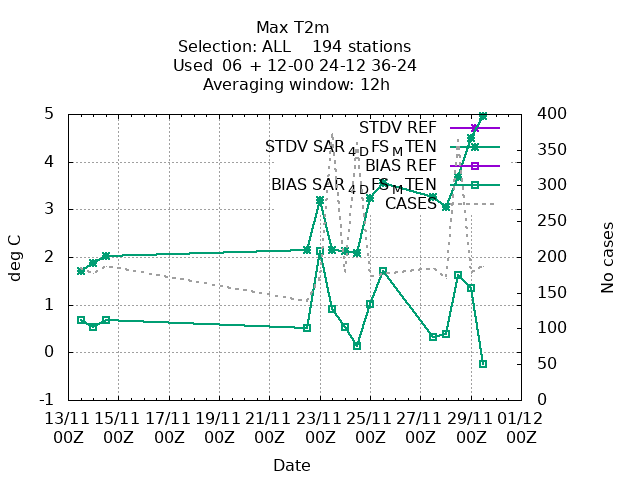 Max T2m
Selection: ALL    194 stations
Used  06 + 12-00 24-12 36-24
Averaging window: 12h
STDV REF
STDV SAR4DFSMTEN
BIAS REF
BIAS SAR4DFSMTEN
CASES
deg C
5
4
3
2
1
0
-1
No cases
400
350
300
250
200
150
100
50
0
13/11 15/11 17/11 19/11 21/11 23/11 25/11 27/11 29/11 01/12
00Z 00Z 00Z 00Z 00Z 00Z 00Z 00Z 00Z 00Z
Date